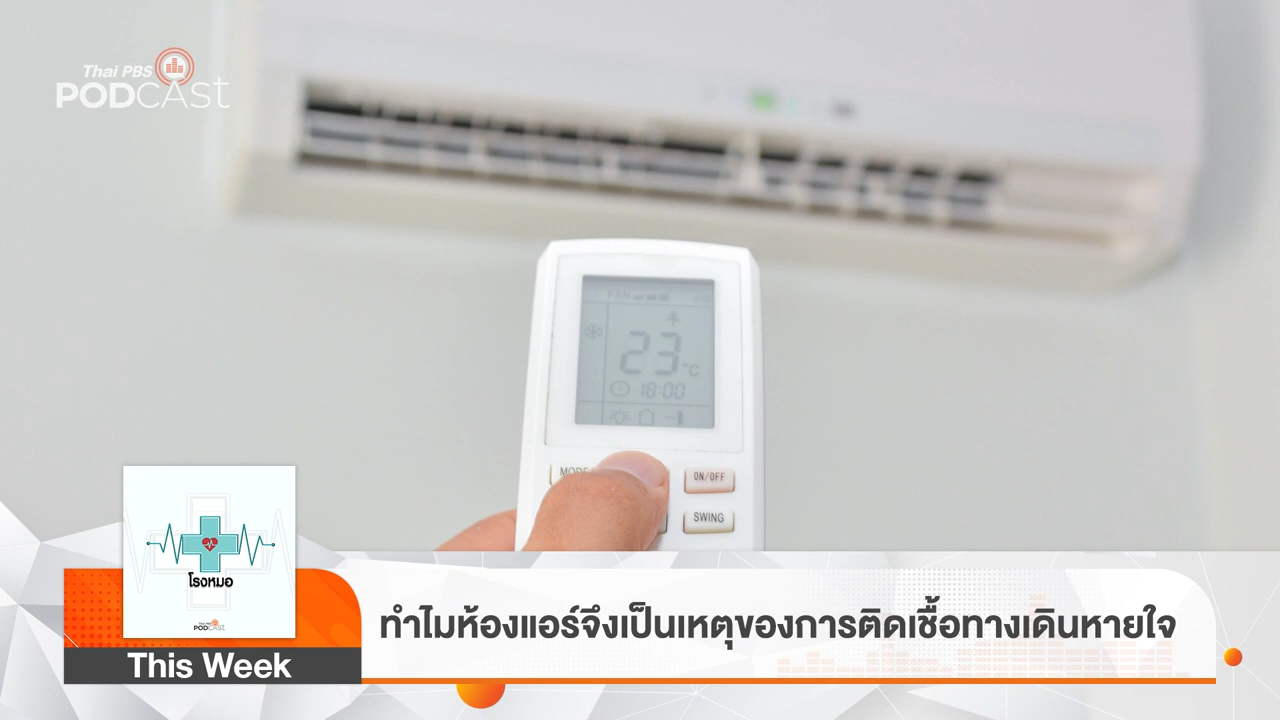 Thai PBS
PODCAST
FAN
23 °C
18:00
MODE
ON/OFF
SWING
โรงหมอ
PODCAST
This Week
ทำไมห้องแอร์จึงเป็นเหตุของการติดเชื้อทางเดินหายใจ